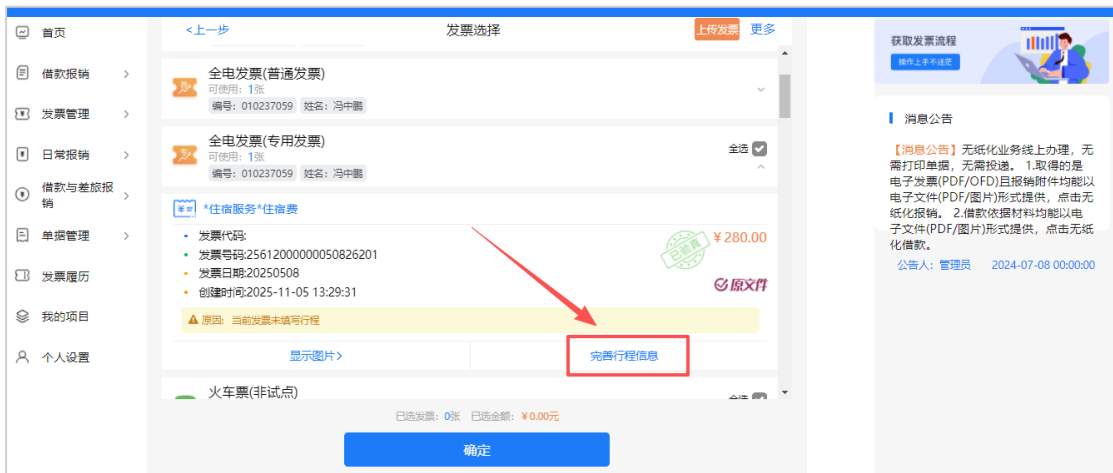 首页
借款报销
发票管理
日常报销
借款与差旅报销
单据管理
发票履历
我的项目
个人设置
<上一步
发票选择
上传发票 更多
全电发票(普通发票)
可使用: 1张
编号: 010237059 姓名: 冯中鹏
全电发票(专用发票)
可使用: 1张
编号: 010237059 姓名: 冯中鹏
全选
*住宿服务*住宿费
发票代码:
发票号码:25612000000050826201
发票日期:20250508
创建时间:2025-11-05 13:29:31
¥280.00
已验真
原文件
原因: 当前发票未填写行程
显示图片>
完善行程信息
火车票(非试点)
全选
已选发票: 0张 已选金额: ¥0.00元
确定
获取发票流程
操作上手不迷茫
消息公告
【消息公告】无纸化业务线上办理，无
需打印单据，无需投递。 1.取得的是
电子发票(PDF/OFD)且报销附件均能以
电子文件(PDF/图片)形式提供，点击无
纸化报销。 2.借款依据材料均能以电
子文件(PDF/图片)形式提供，点击无纸
化借款。
公告人: 管理员 2024-07-08 00:00:00